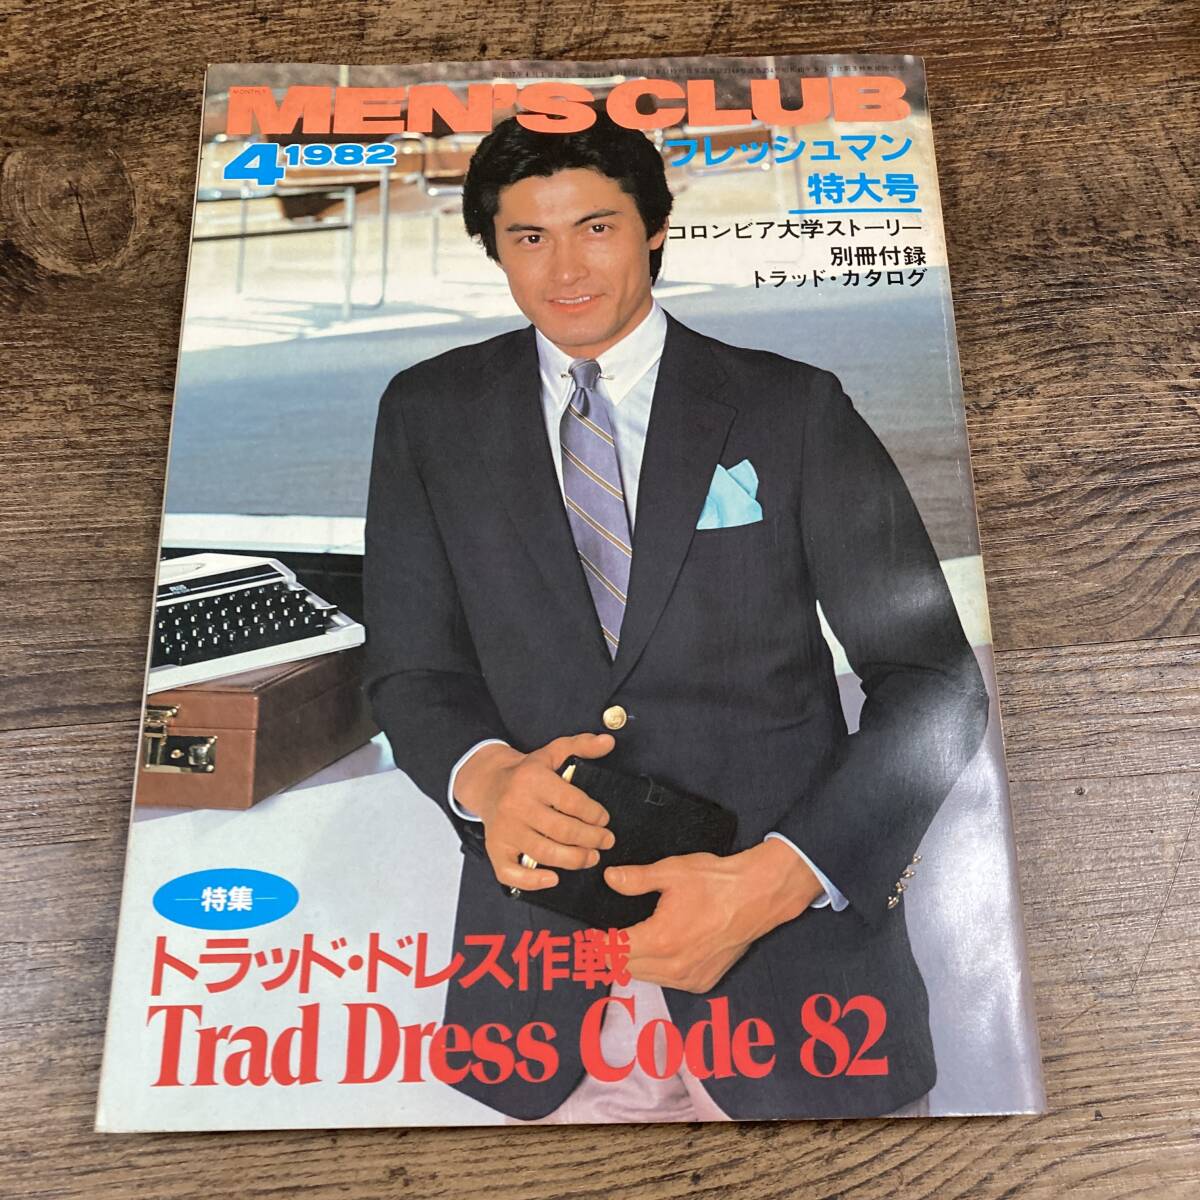 MONTHLY
MEN'S CLUB
4 1982
フレッシュマン
特大号
コロンビア大学ストーリー
別冊付録
トラッド・カタログ
特集
トラッド・ドレス作戦
Trad Dress Code 82